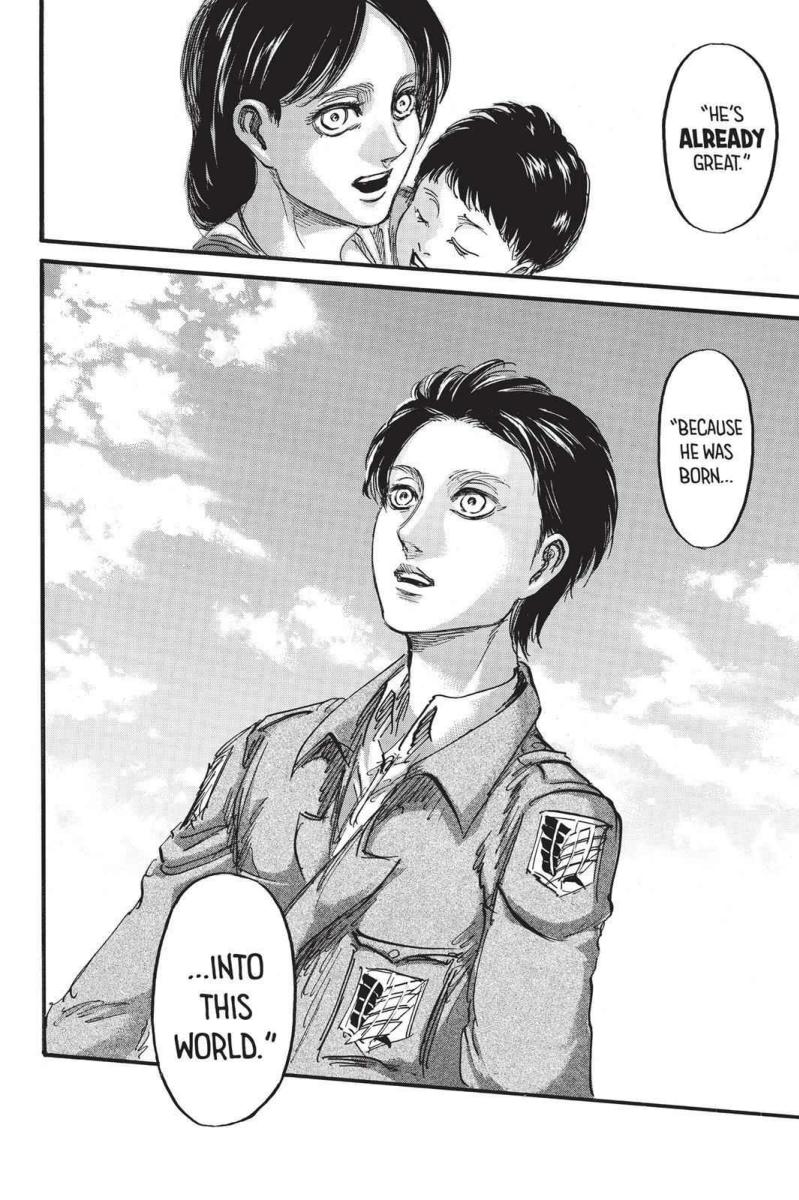 "HE'S
ALREADY
GREAT."
"BECAUSE
HE WAS
BORN...
...INTO
THIS
WORLD."